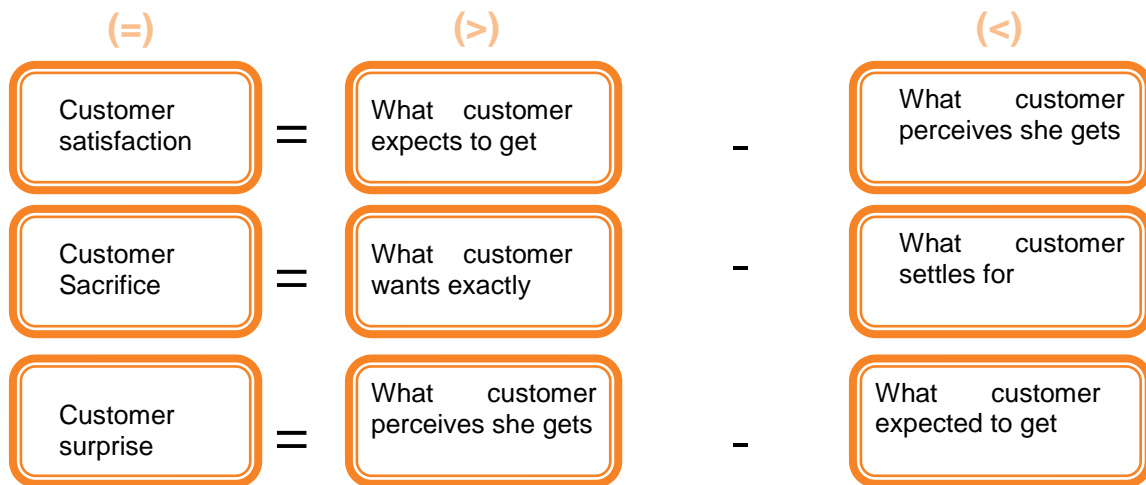 (=) (>) (<)
Customer
satisfaction
=
What customer
expects to get
-
What customer
perceives she gets
Customer
Sacrifice
=
What customer
wants exactly
-
What customer
settles for
Customer
surprise
=
What customer
perceives she gets
-
What customer
expected to get